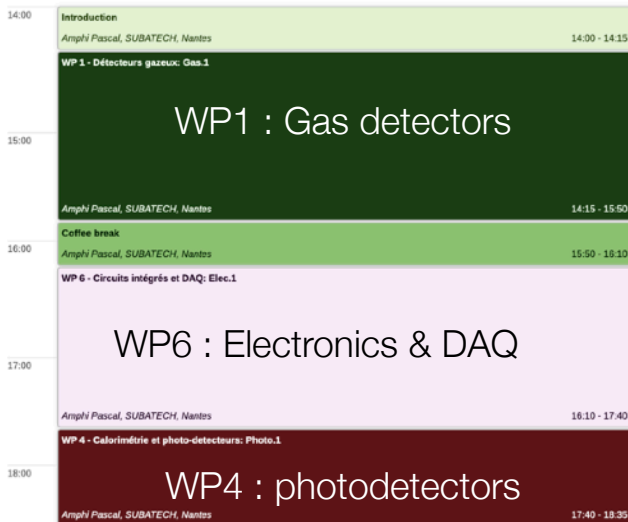 14:00
Introduction
Amphi Pascal, SUBATECH, Nantes 14:00 - 14:15
WP 1 - Détecteurs gazeux: Gas.1
WP1 : Gas detectors
15:00
Amphi Pascal, SUBATECH, Nantes 14:15 - 15:50
Coffee break
16:00
Amphi Pascal, SUBATECH, Nantes 15:50 - 16:10
WP 6 - Circuits intégrés et DAQ: Elec.1
WP6 : Electronics & DAQ
17:00
Amphi Pascal, SUBATECH, Nantes 16:10 - 17:40
WP 4 - Calorimétrie et photo-detecteurs: Photo.1
18:00
WP4 : photodetectors
Amphi Pascal, SUBATECH, Nantes 17:40 - 18:35